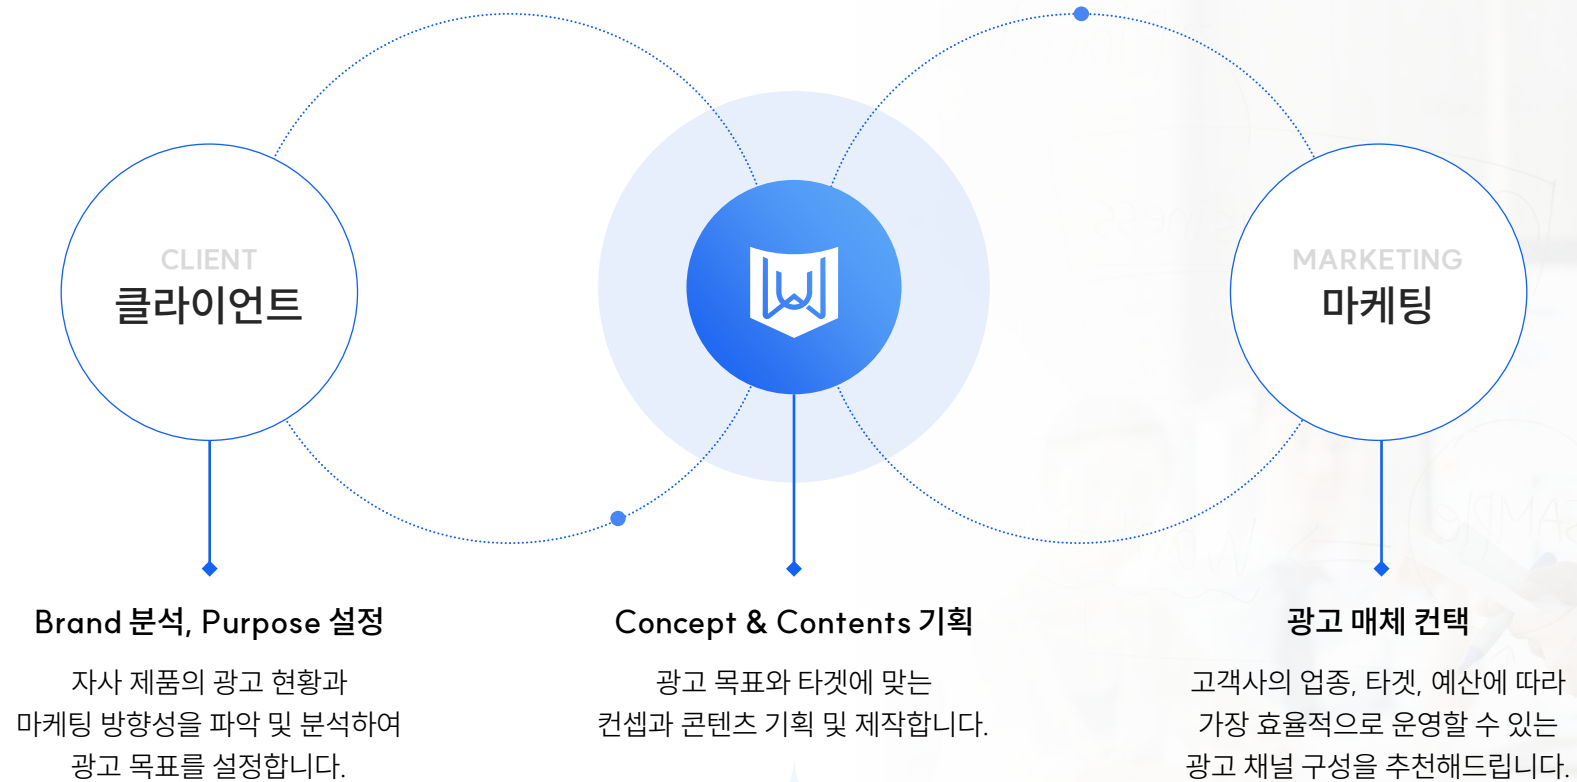 CLIENT
클라이언트
MARKETING
마케팅
Brand 분석, Purpose 설정
자사 제품의 광고 현황과
마케팅 방향성을 파악 및 분석하여
광고 목표를 설정합니다.
Concept & Contents 기획
광고 목표와 타겟에 맞는
컨셉과 콘텐츠 기획 및 제작합니다.
광고 매체 컨택
고객사의 업종, 타겟, 예산에 따라
가장 효율적으로 운영할 수 있는
광고 채널 구성을 추천해드립니다.